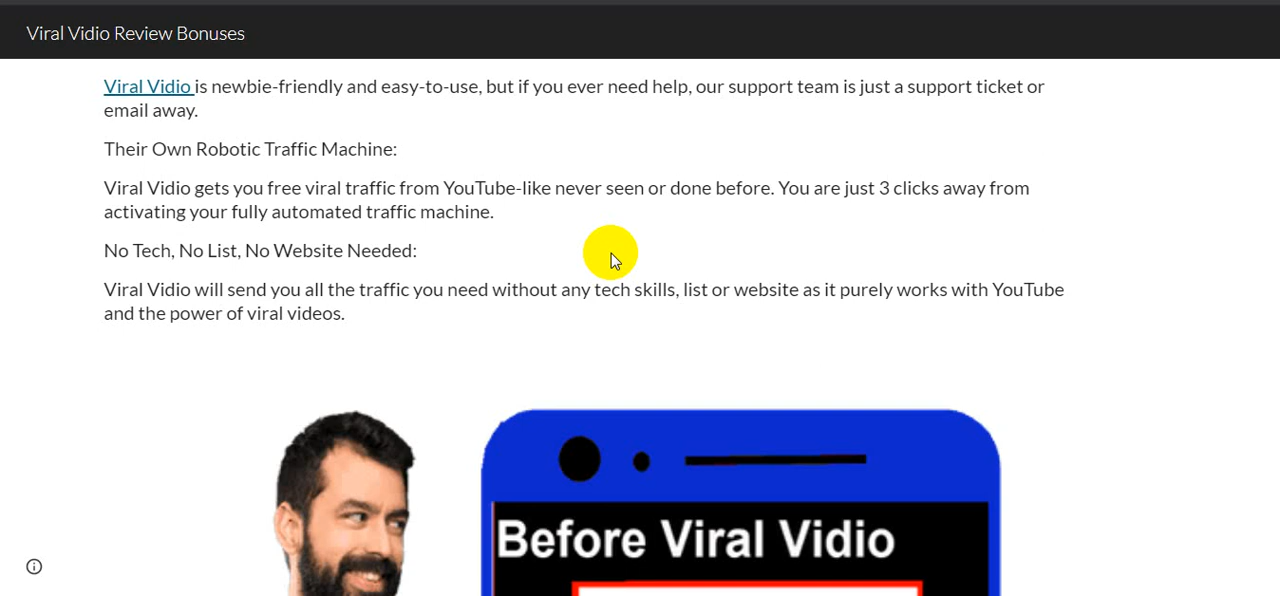 Viral Vidio Review Bonuses
Viral Vidio is newbie-friendly and easy-to-use, but if you ever need help, our support team is just a support ticket or
email away.
Their Own Robotic Traffic Machine:
Viral Vidio gets you free viral traffic from YouTube-like never seen or done before. You are just 3 clicks away from
activating your fully automated traffic machine.
No Tech, No List, No Website Needed:
Viral Vidio will send you all the traffic you need without any tech skills, list or website as it purely works with YouTube
and the power of viral videos.
Before Viral Vidio